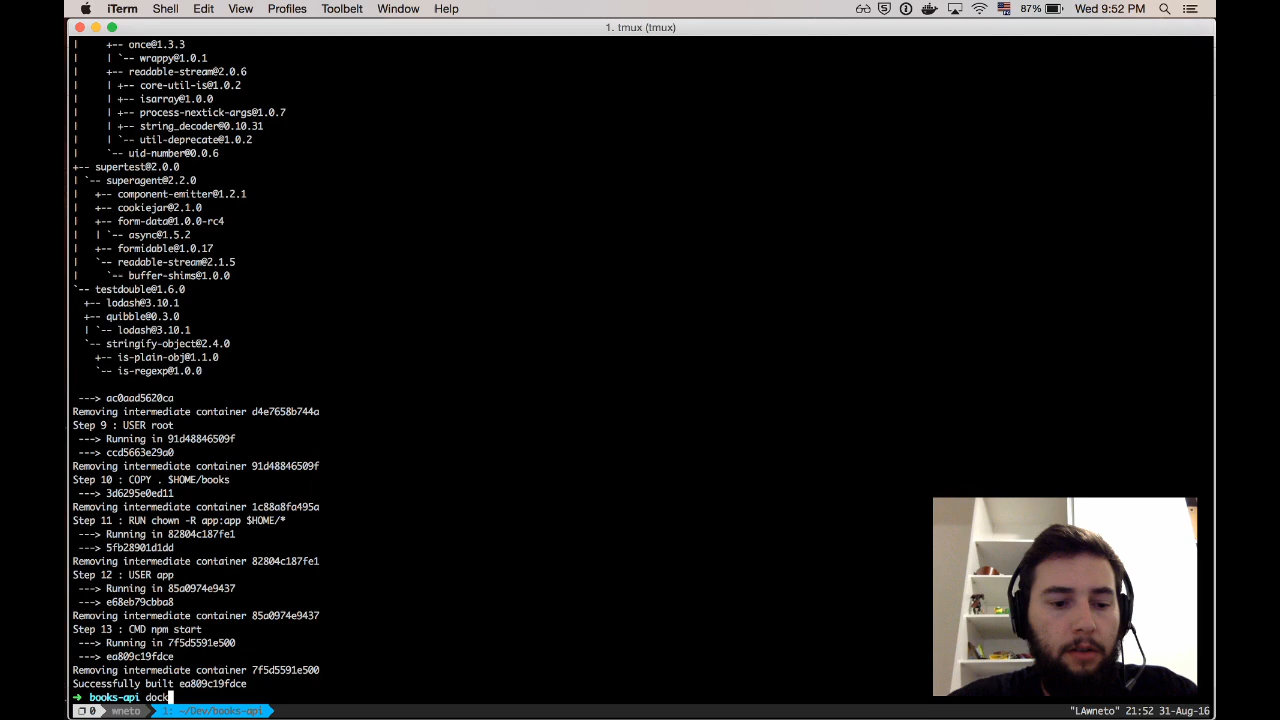 iTerm Shell Edit View Profiles Toolbelt Window Help 87% Wed 9:52 PM
1. tmux (tmux)
|     +-- once@1.3.3
|     | `-- wrappy@1.0.1
|     +-- readable-stream@2.0.6
|     | +-- core-util-is@1.0.2
|     | +-- isarray@1.0.0
|     | +-- process-nextick-args@1.0.7
|     | +-- string_decoder@0.10.31
|     | `-- util-deprecate@1.0.2
|     `-- uid-number@0.0.6
+-- supertest@2.0.0
| `-- superagent@2.2.0
|   +-- component-emitter@1.2.1
|   +-- cookiejar@2.1.0
|   +-- form-data@1.0.0-rc4
|   | `-- async@1.5.2
|   +-- formidable@1.0.17
|   `-- readable-stream@2.1.5
|     `-- buffer-shims@1.0.0
`-- testdouble@1.6.0
  +-- lodash@3.10.1
  +-- quibble@0.3.0
  | `-- lodash@3.10.1
  `-- stringify-object@2.4.0
    +-- is-plain-obj@1.1.0
    `-- is-regexp@1.0.0
 ---> ac0aad5620ca
Removing intermediate container d4e7658b744a
Step 9 : USER root
 ---> Running in 91d48846509f
 ---> ccd5663e29a0
Removing intermediate container 91d48846509f
Step 10 : COPY . $HOME/books
 ---> 3d6295e0ed11
Removing intermediate container 1c88a8fa495a
Step 11 : RUN chown -R app:app $HOME/*
 ---> Running in 82804c187fe1
 ---> 5fb28901d1dd
Removing intermediate container 82804c187fe1
Step 12 : USER app
 ---> Running in 85a0974e9437
 ---> e68eb79cbba8
Removing intermediate container 85a0974e9437
Step 13 : CMD npm start
 ---> Running in 7f5d5591e500
 ---> ea809c19fdce
Removing intermediate container 7f5d5591e500
Successfully built ea809c19fdce
➜ books-api dock
0 wneto 1: ~/Dev/books-api "LAwneto" 21:52 31-Aug-16